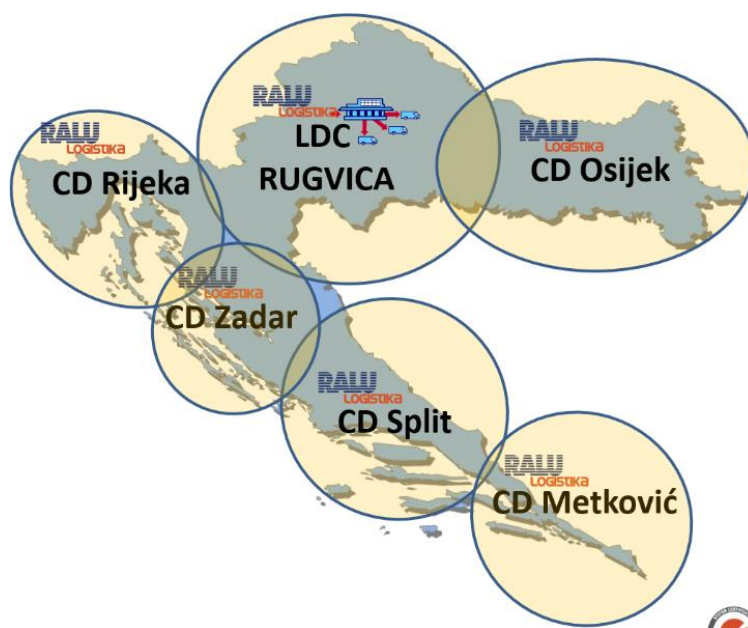 RALU
LOGISTIKA
LDC
RUGVICA
RALU
LOGISTIKA
CD Osijek
RALU
LOGISTIKA
CD Rijeka
RALU
LOGISTIKA
CD Zadar
RALU
LOGISTIKA
CD Split
RALU
LOGISTIKA
CD Metković